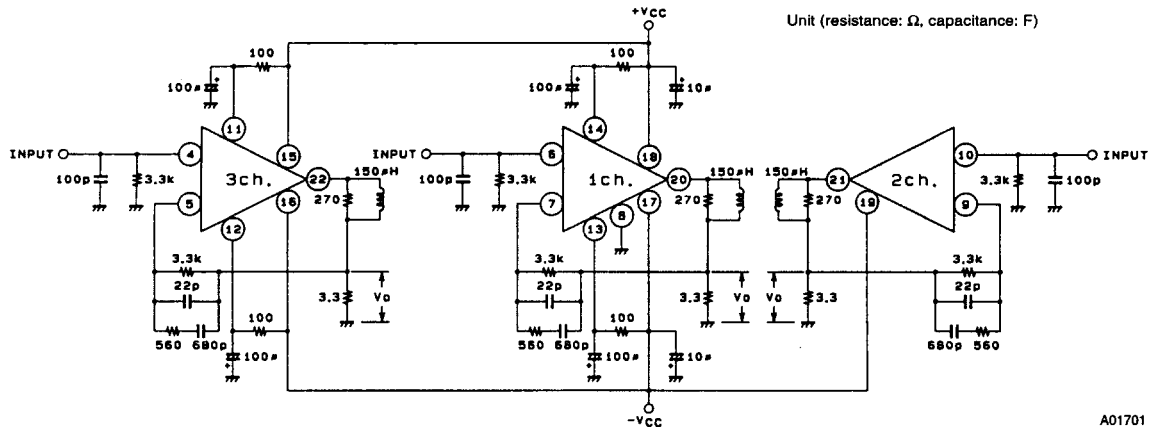 Unit (resistance: Ω, capacitance: F)
+VCC
100
100
100μ
+
100μ
+
+
10μ
11
14
INPUT
4
15
INPUT
6
18
10
INPUT
100p
3.3k
3ch.
22
150μH
100p
3.3k
1ch.
20
150μH
150μH
21
2ch.
3.3k
100p
5
16
270
7
8
17
270
270
19
9
12
13
3.3k
3.3k
3.3k
22p
3.3
Vo
22p
3.3
Vo
Vo
3.3
22p
560
680p
100
560
680p
100
680p
560
+
100μ
+
100μ
+
10μ
-VCC
A01701